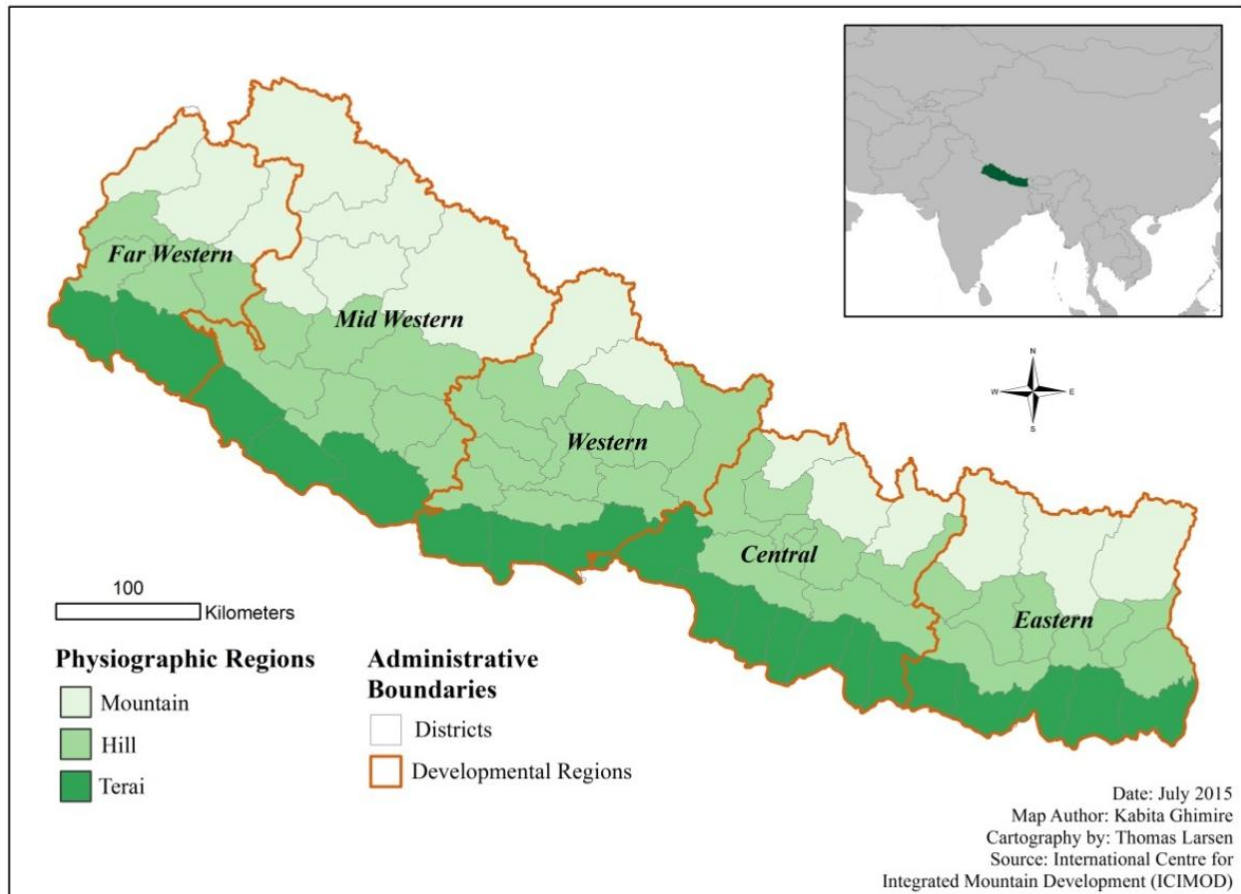 N
W
E
S
Far Western
Mid Western
Western
Central
Eastern
100
Kilometers
Physiographic Regions
Mountain
Hill
Terai
Administrative
Boundaries
Districts
Developmental Regions
Date: July 2015
Map Author: Kabita Ghimire
Cartography by: Thomas Larsen
Source: International Centre for
Integrated Mountain Development (ICIMOD)